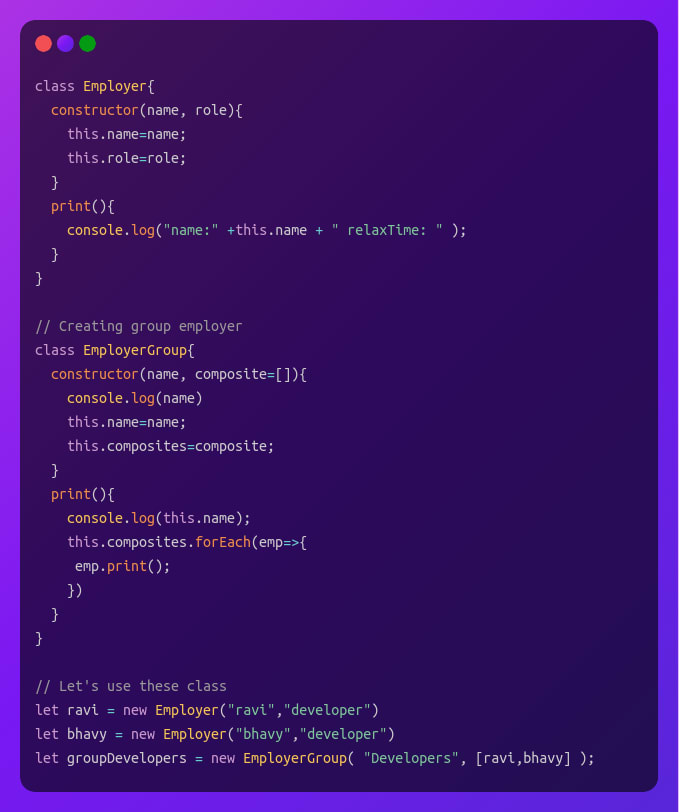 class Employer{
  constructor(name, role){
    this.name=name;
    this.role=role;
  }
  print(){
    console.log("name:" +this.name + " relaxTime: " );
  }
}

// Creating group employer
class EmployerGroup{
  constructor(name, composite=[]){
    console.log(name)
    this.name=name;
    this.composites=composite;
  }
  print(){
    console.log(this.name);
    this.composites.forEach(emp=>{
     emp.print();
    })
  }
}

// Let's use these class
let ravi = new Employer("ravi","developer")
let bhavy = new Employer("bhavy","developer")
let groupDevelopers = new EmployerGroup( "Developers", [ravi,bhavy] );